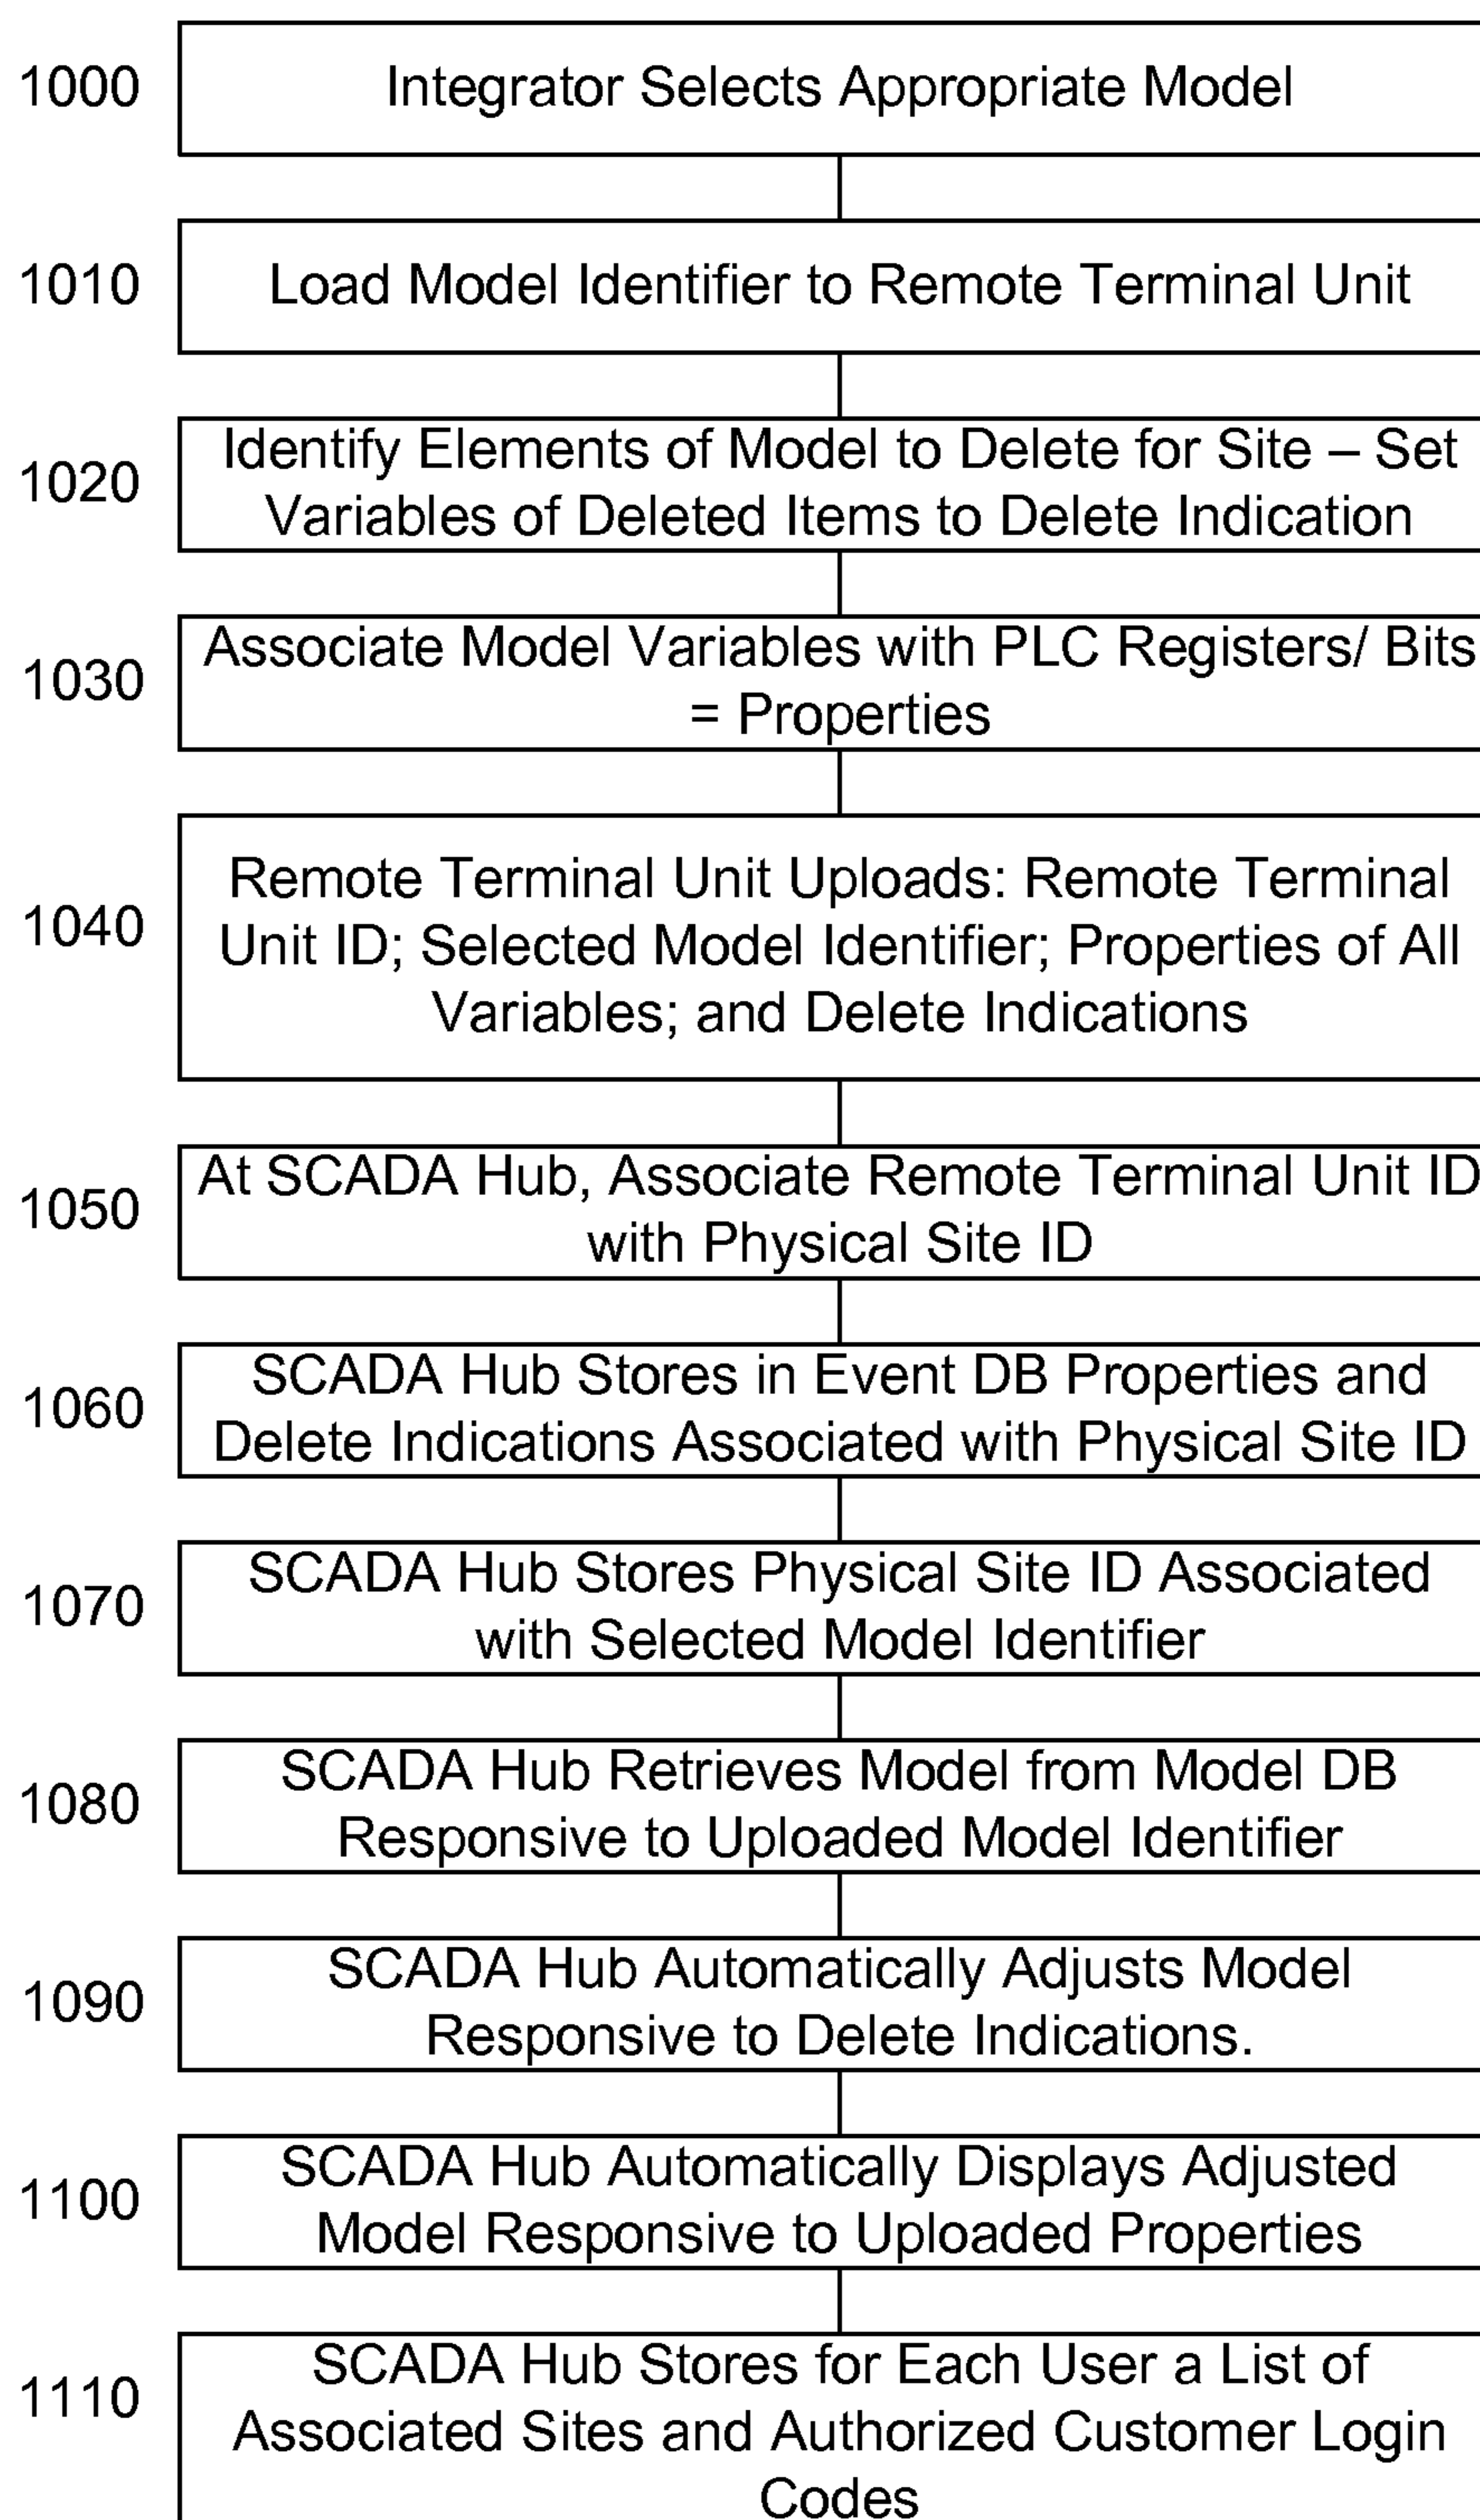 1000
Integrator Selects Appropriate Model
1010
Load Model Identifier to Remote Terminal Unit
1020
Identify Elements of Model to Delete for Site – Set
Variables of Deleted Items to Delete Indication
1030
Associate Model Variables with PLC Registers/ Bits
= Properties
1040
Remote Terminal Unit Uploads: Remote Terminal
Unit ID; Selected Model Identifier; Properties of All
Variables; and Delete Indications
1050
At SCADA Hub, Associate Remote Terminal Unit ID
with Physical Site ID
1060
SCADA Hub Stores in Event DB Properties and
Delete Indications Associated with Physical Site ID
1070
SCADA Hub Stores Physical Site ID Associated
with Selected Model Identifier
1080
SCADA Hub Retrieves Model from Model DB
Responsive to Uploaded Model Identifier
1090
SCADA Hub Automatically Adjusts Model
Responsive to Delete Indications.
1100
SCADA Hub Automatically Displays Adjusted
Model Responsive to Uploaded Properties
1110
SCADA Hub Stores for Each User a List of
Associated Sites and Authorized Customer Login
Codes